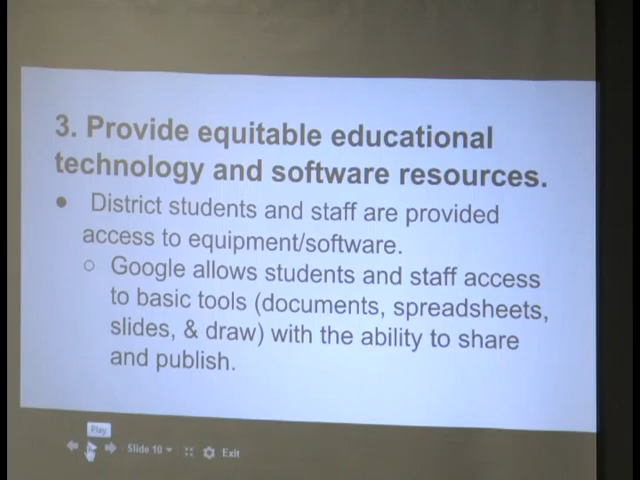 3. Provide equitable educational
technology and software resources.
● District students and staff are provided
access to equipment/software.
○ Google allows students and staff access
to basic tools (documents, spreadsheets,
slides, & draw) with the ability to share
and publish.
Play
Slide 10
Exit